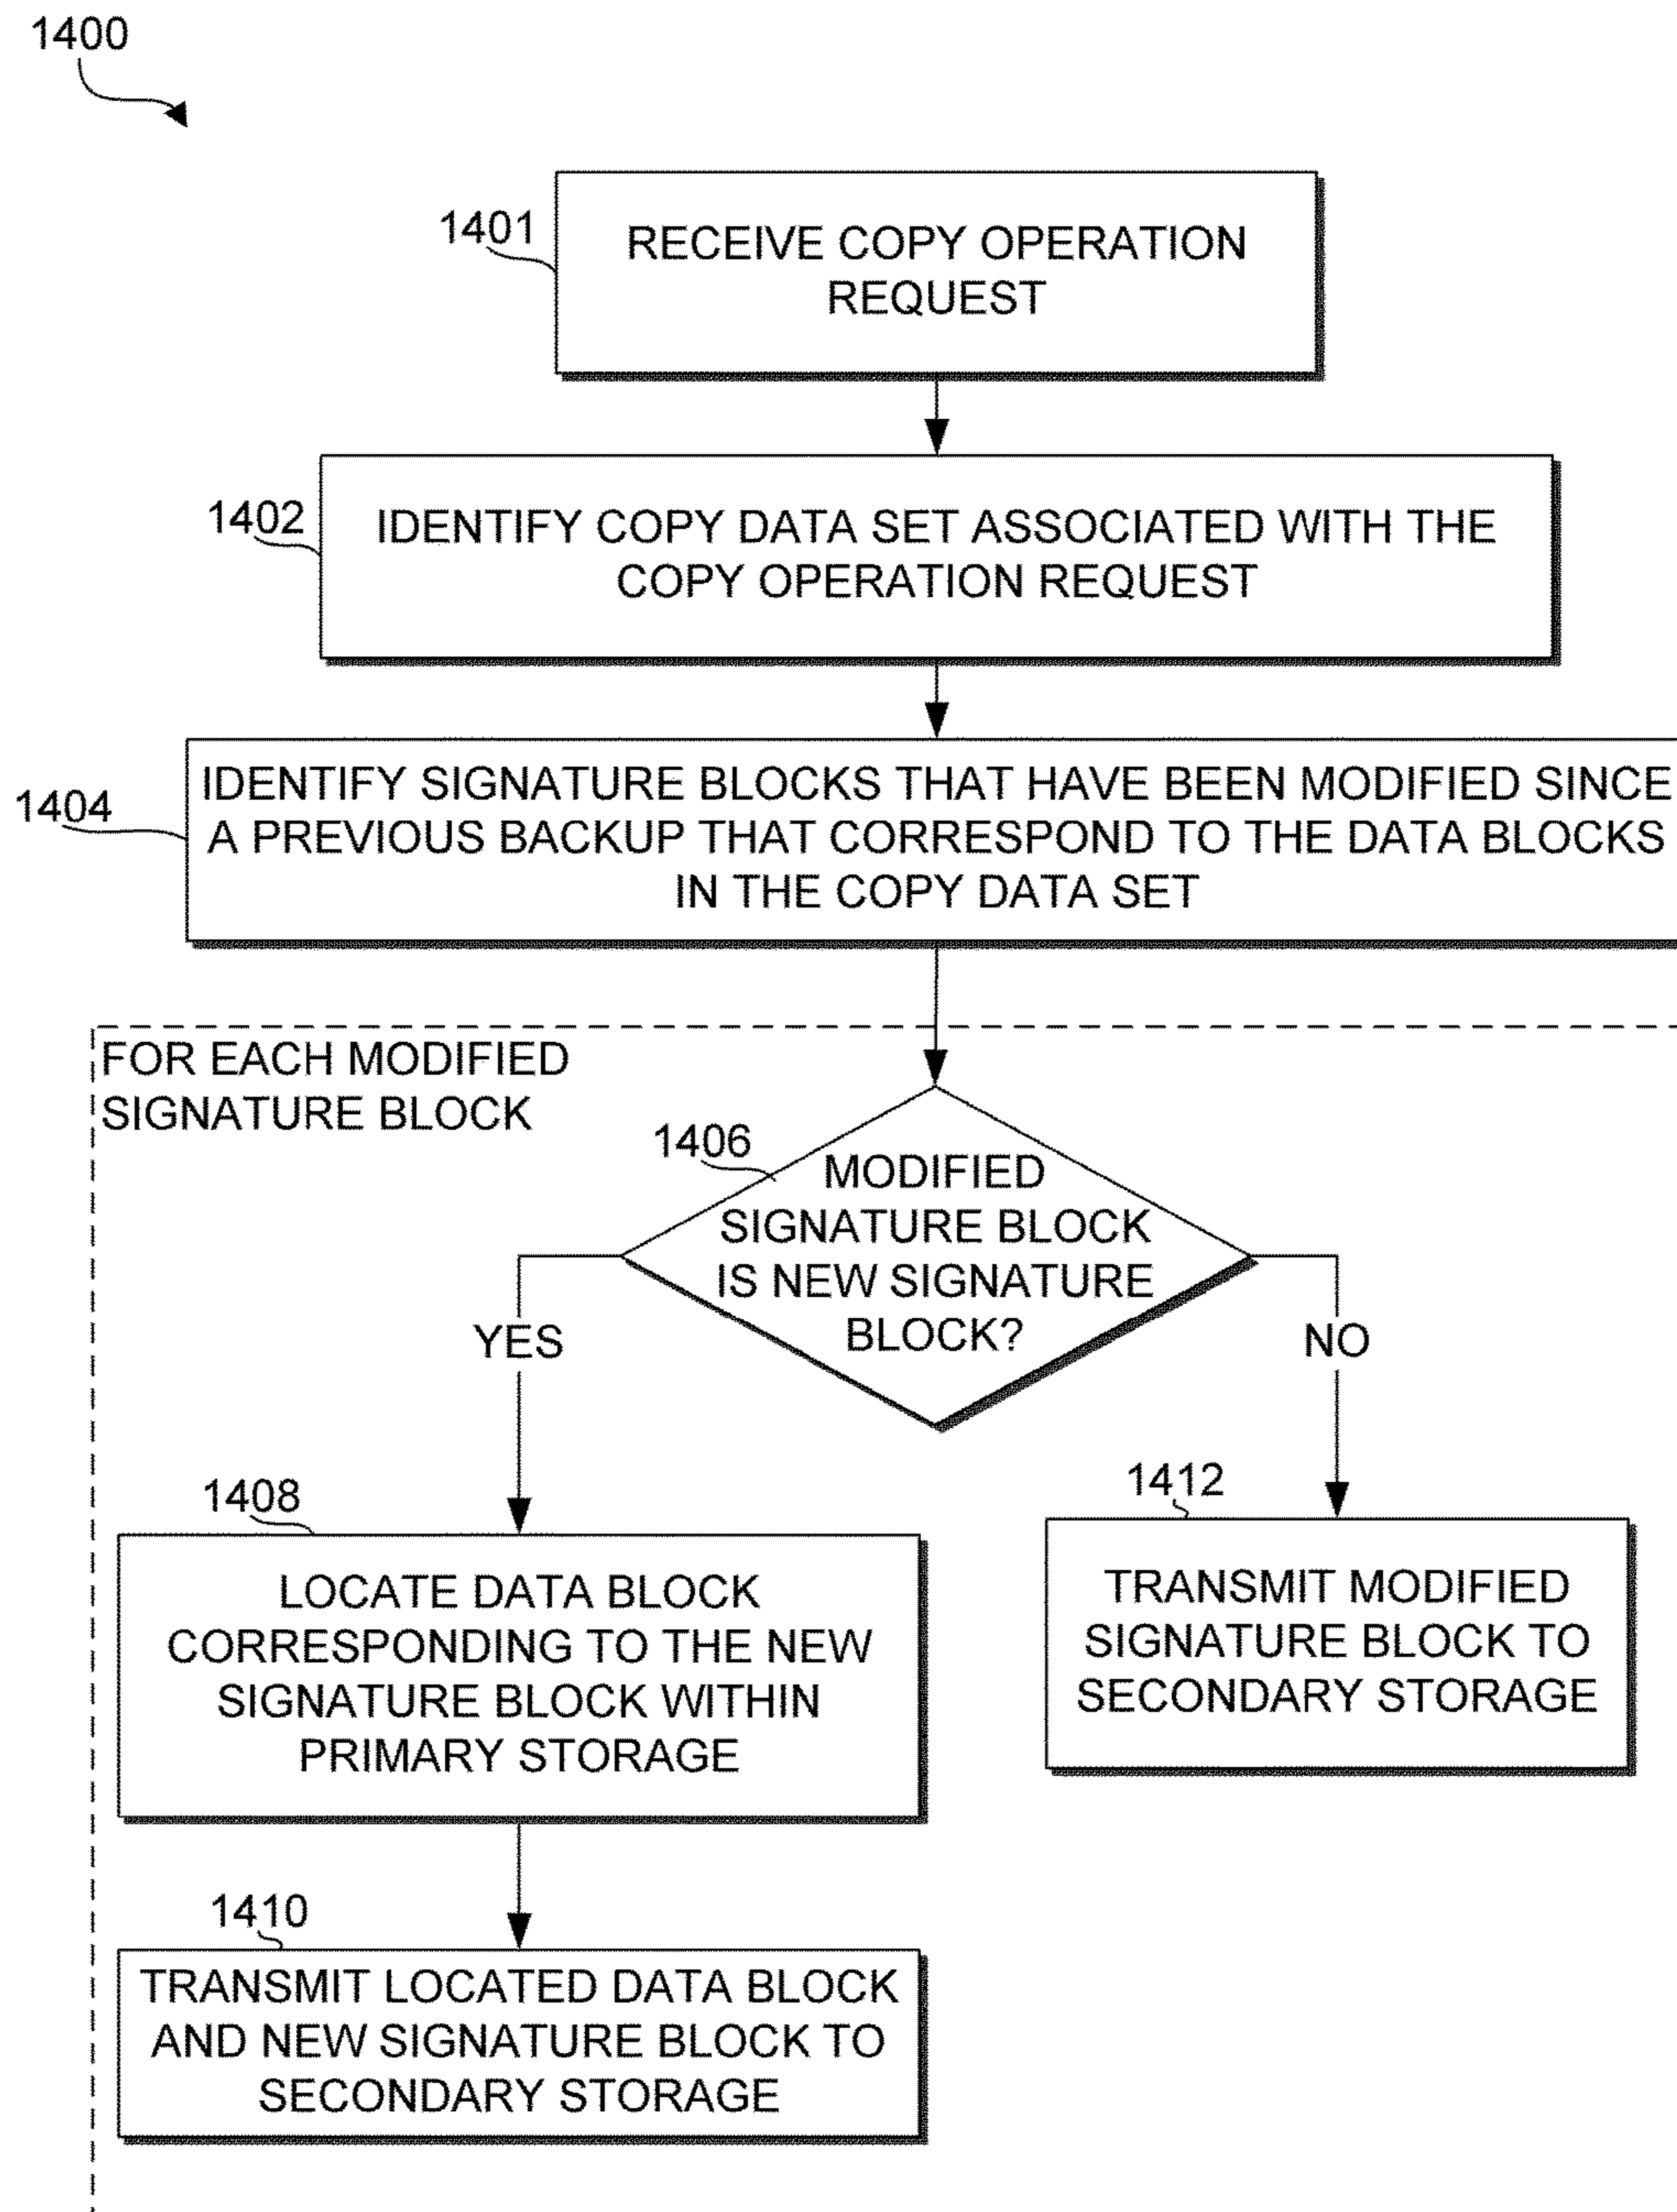 1400
1401
RECEIVE COPY OPERATION
REQUEST
1402
IDENTIFY COPY DATA SET ASSOCIATED WITH THE
COPY OPERATION REQUEST
1404
IDENTIFY SIGNATURE BLOCKS THAT HAVE BEEN MODIFIED SINCE
A PREVIOUS BACKUP THAT CORRESPOND TO THE DATA BLOCKS
IN THE COPY DATA SET
FOR EACH MODIFIED
SIGNATURE BLOCK
1406
MODIFIED
SIGNATURE BLOCK
IS NEW SIGNATURE
BLOCK?
YES
NO
1408
LOCATE DATA BLOCK
CORRESPONDING TO THE NEW
SIGNATURE BLOCK WITHIN
PRIMARY STORAGE
1412
TRANSMIT MODIFIED
SIGNATURE BLOCK TO
SECONDARY STORAGE
1410
TRANSMIT LOCATED DATA BLOCK
AND NEW SIGNATURE BLOCK TO
SECONDARY STORAGE